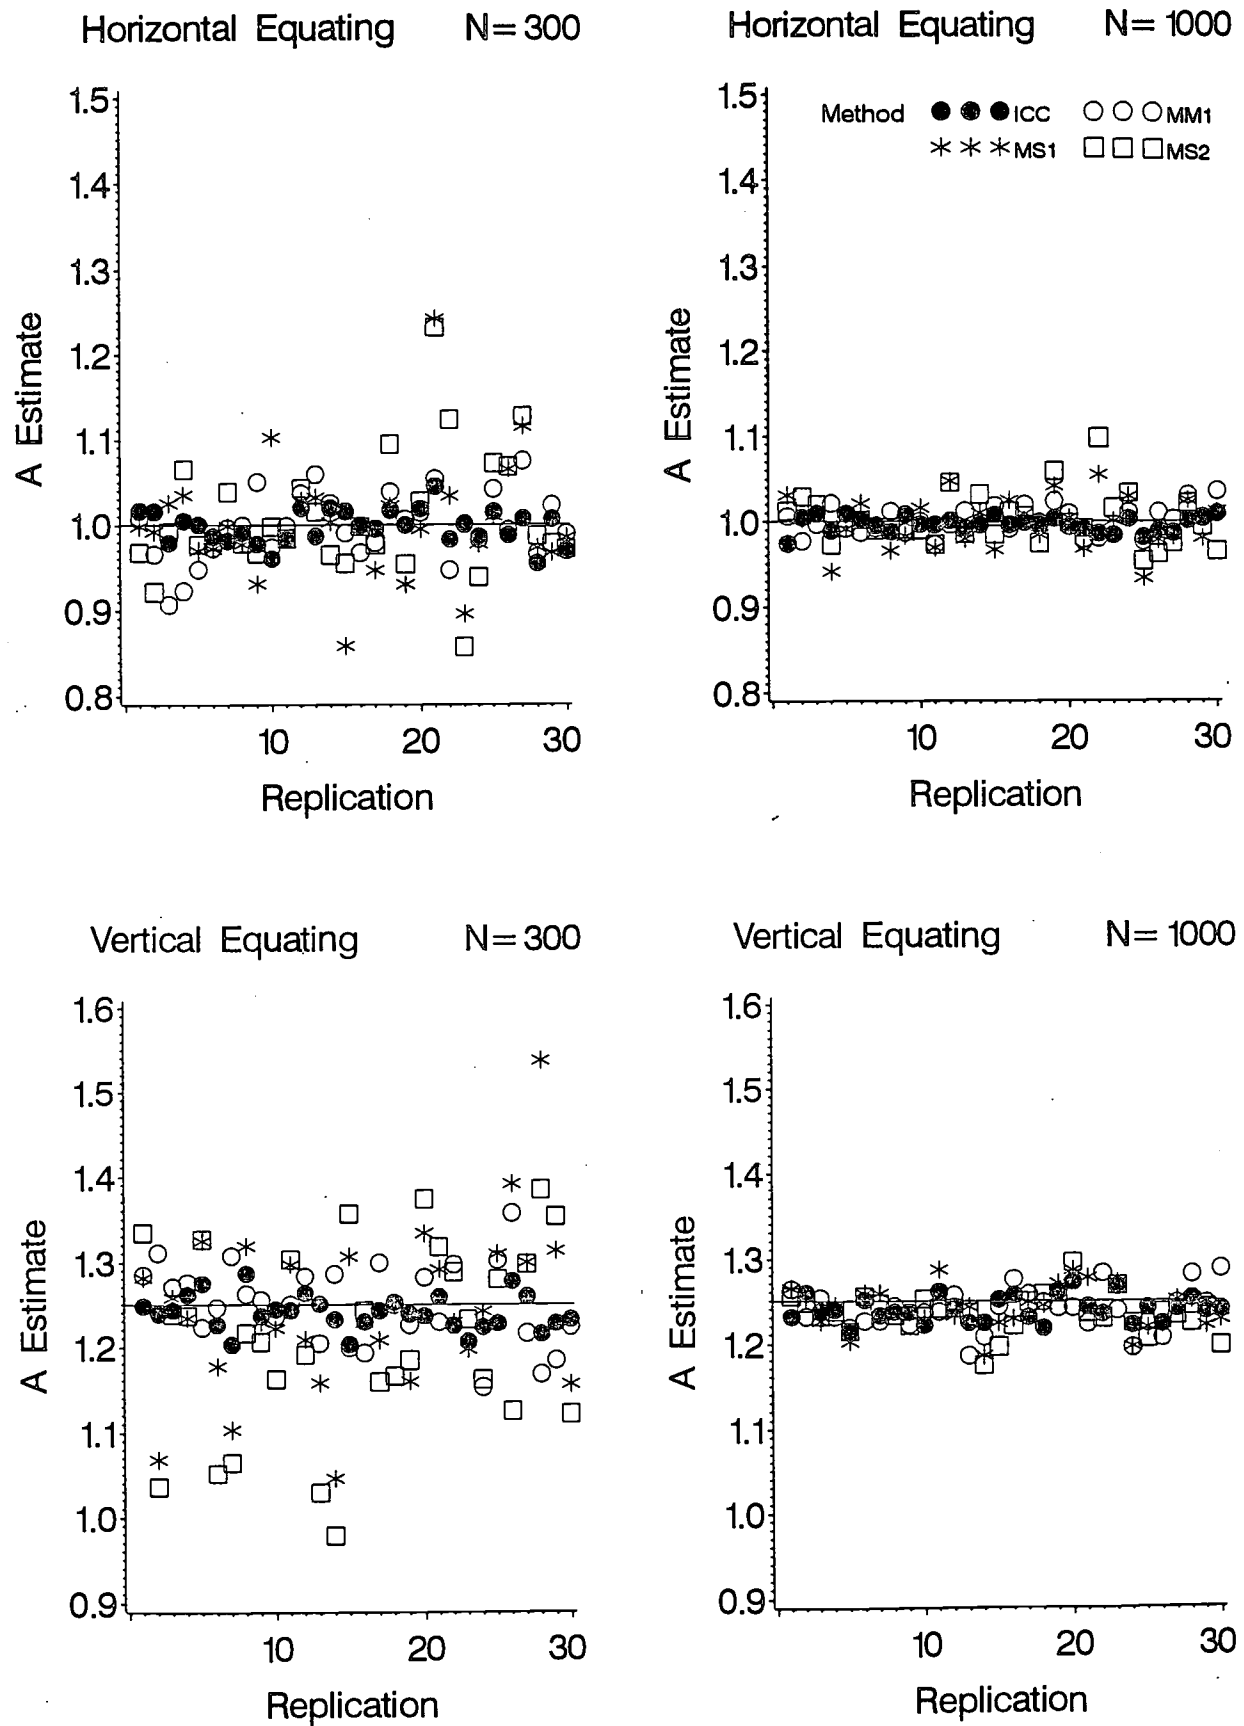 Horizontal Equating N=300
1.5
1.4
1.3
1.2
1.1
1.0
0.9
0.8
A Estimate
10 20 30
Replication
Horizontal Equating N=1000
Method ICC MM1
MS1 MS2
1.5
1.4
1.3
1.2
1.1
1.0
0.9
0.8
A Estimate
10 20 30
Replication
Vertical Equating N=300
1.6
1.5
1.4
1.3
1.2
1.1
1.0
0.9
A Estimate
10 20 30
Replication
Vertical Equating N=1000
1.6
1.5
1.4
1.3
1.2
1.1
1.0
0.9
A Estimate
10 20 30
Replication